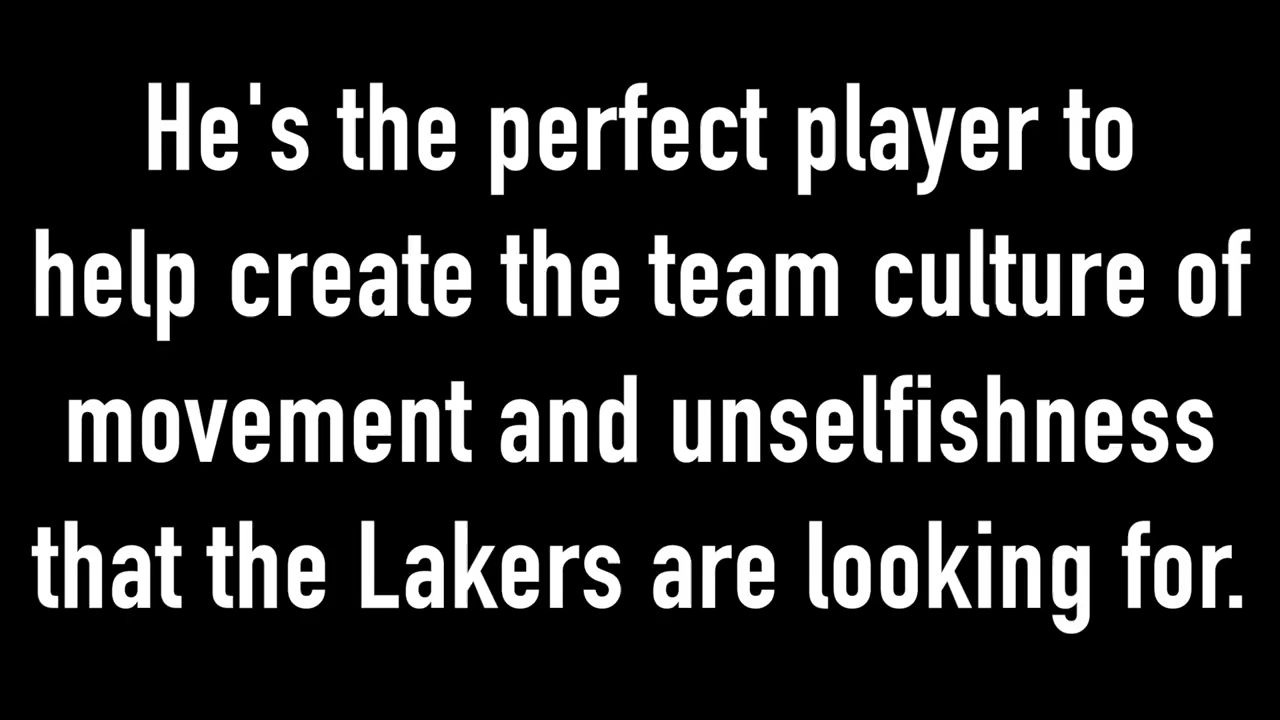 He's the perfect player to
help create the team culture of
movement and unselfishness
that the Lakers are looking for.